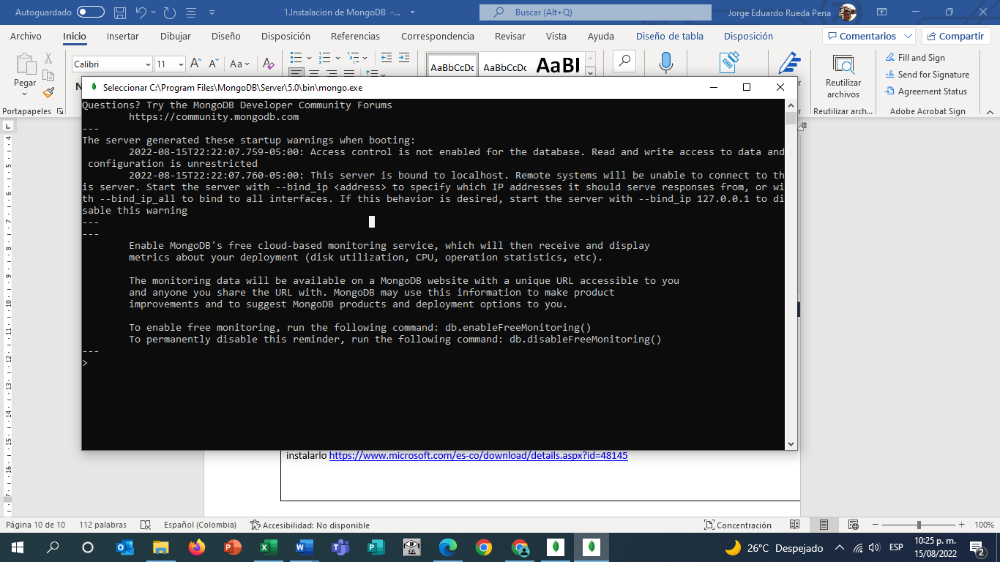 Autoguardado
1.Instalacion de MongoDB -...
Buscar (Alt+Q)
Jorge Eduardo Rueda Pena
Archivo Inicio Insertar Dibujar Diseño Disposición Referencias Correspondencia Revisar Vista Ayuda Diseño de tabla Disposición
Comentarios
Compartir
Pegar
Portapapeles
Calibri
11
Aa
N
AaBbCcDc AaBbCcDc AaBl
Reutilizar
archivos
Reutilizar arch...
Fill and Sign
Send for Signature
Agreement Status
Adobe Acrobat Sign
Seleccionar C:\Program Files\MongoDB\Server\5.0\bin\mongo.exe
Questions? Try the MongoDB Developer Community Forums
https://community.mongodb.com
---
The server generated these startup warnings when booting:
2022-08-15T22:22:07.759-05:00: Access control is not enabled for the database. Read and write access to data and
configuration is unrestricted
2022-08-15T22:22:07.760-05:00: This server is bound to localhost. Remote systems will be unable to connect to th
is server. Start the server with --bind_ip <address> to specify which IP addresses it should serve responses from, or wi
th --bind_ip_all to bind to all interfaces. If this behavior is desired, start the server with --bind_ip 127.0.0.1 to di
sable this warning
---
---
Enable MongoDB's free cloud-based monitoring service, which will then receive and display
metrics about your deployment (disk utilization, CPU, operation statistics, etc).
The monitoring data will be available on a MongoDB website with a unique URL accessible to you
and anyone you share the URL with. MongoDB may use this information to make product
improvements and to suggest MongoDB products and deployment options to you.
To enable free monitoring, run the following command: db.enableFreeMonitoring()
To permanently disable this reminder, run the following command: db.disableFreeMonitoring()
---
>
instalarlo https://www.microsoft.com/es-co/download/details.aspx?id=48145
Página 10 de 10
112 palabras
Español (Colombia)
Accesibilidad: No disponible
Concentración
100%
26°C Despejado
ESP
10:25 p. m.
15/08/2022
2